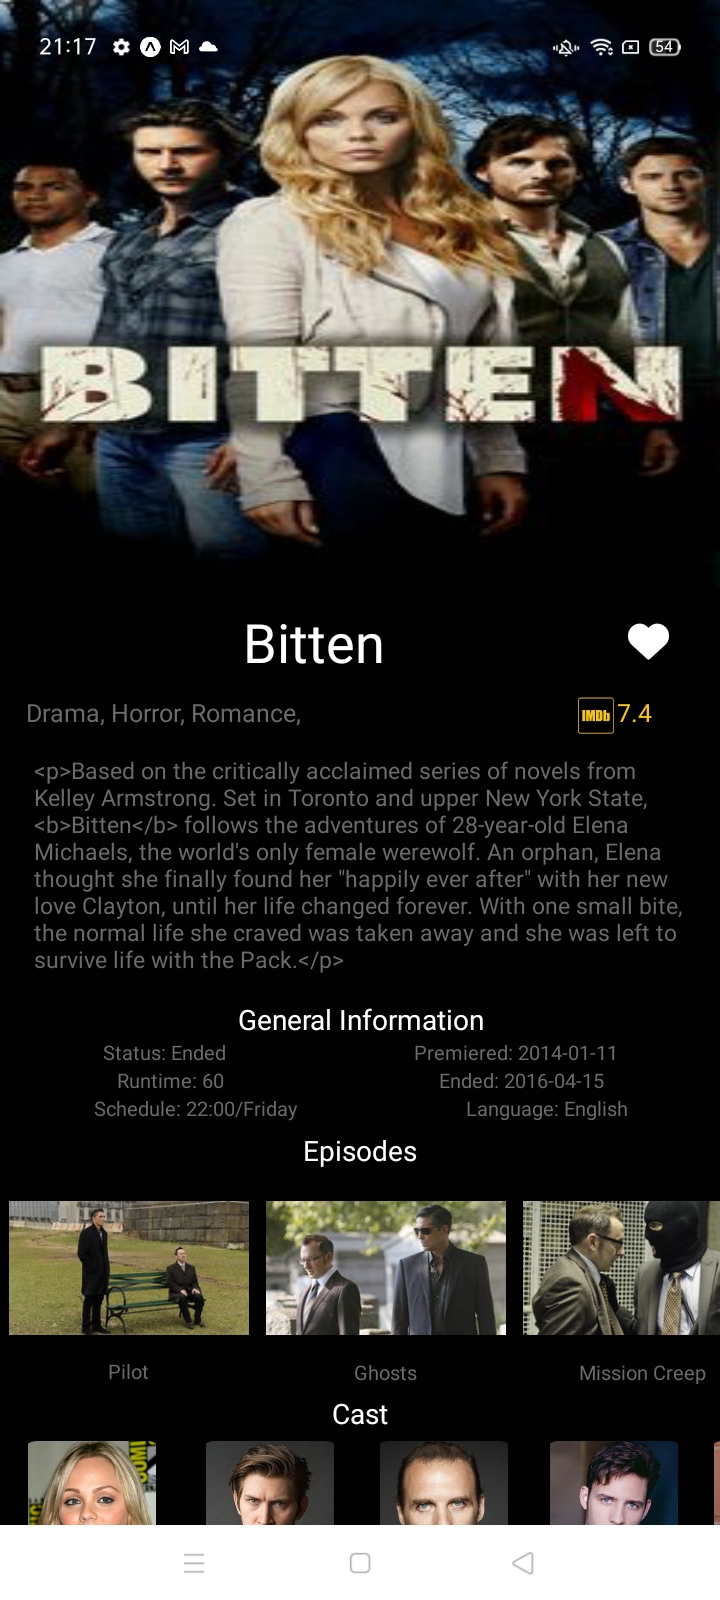 21:17
54
BITTEN
Bitten
Drama, Horror, Romance,
IMDb 7.4
<p>Based on the critically acclaimed series of novels from
Kelley Armstrong. Set in Toronto and upper New York State,
<b>Bitten</b> follows the adventures of 28-year-old Elena
Michaels, the world's only female werewolf. An orphan, Elena
thought she finally found her "happily ever after" with her new
love Clayton, until her life changed forever. With one small bite,
the normal life she craved was taken away and she was left to
survive life with the Pack.</p>
General Information
Status: Ended Premiered: 2014-01-11
Runtime: 60 Ended: 2016-04-15
Schedule: 22:00/Friday Language: English
Episodes
Pilot Ghosts Mission Creep
Cast